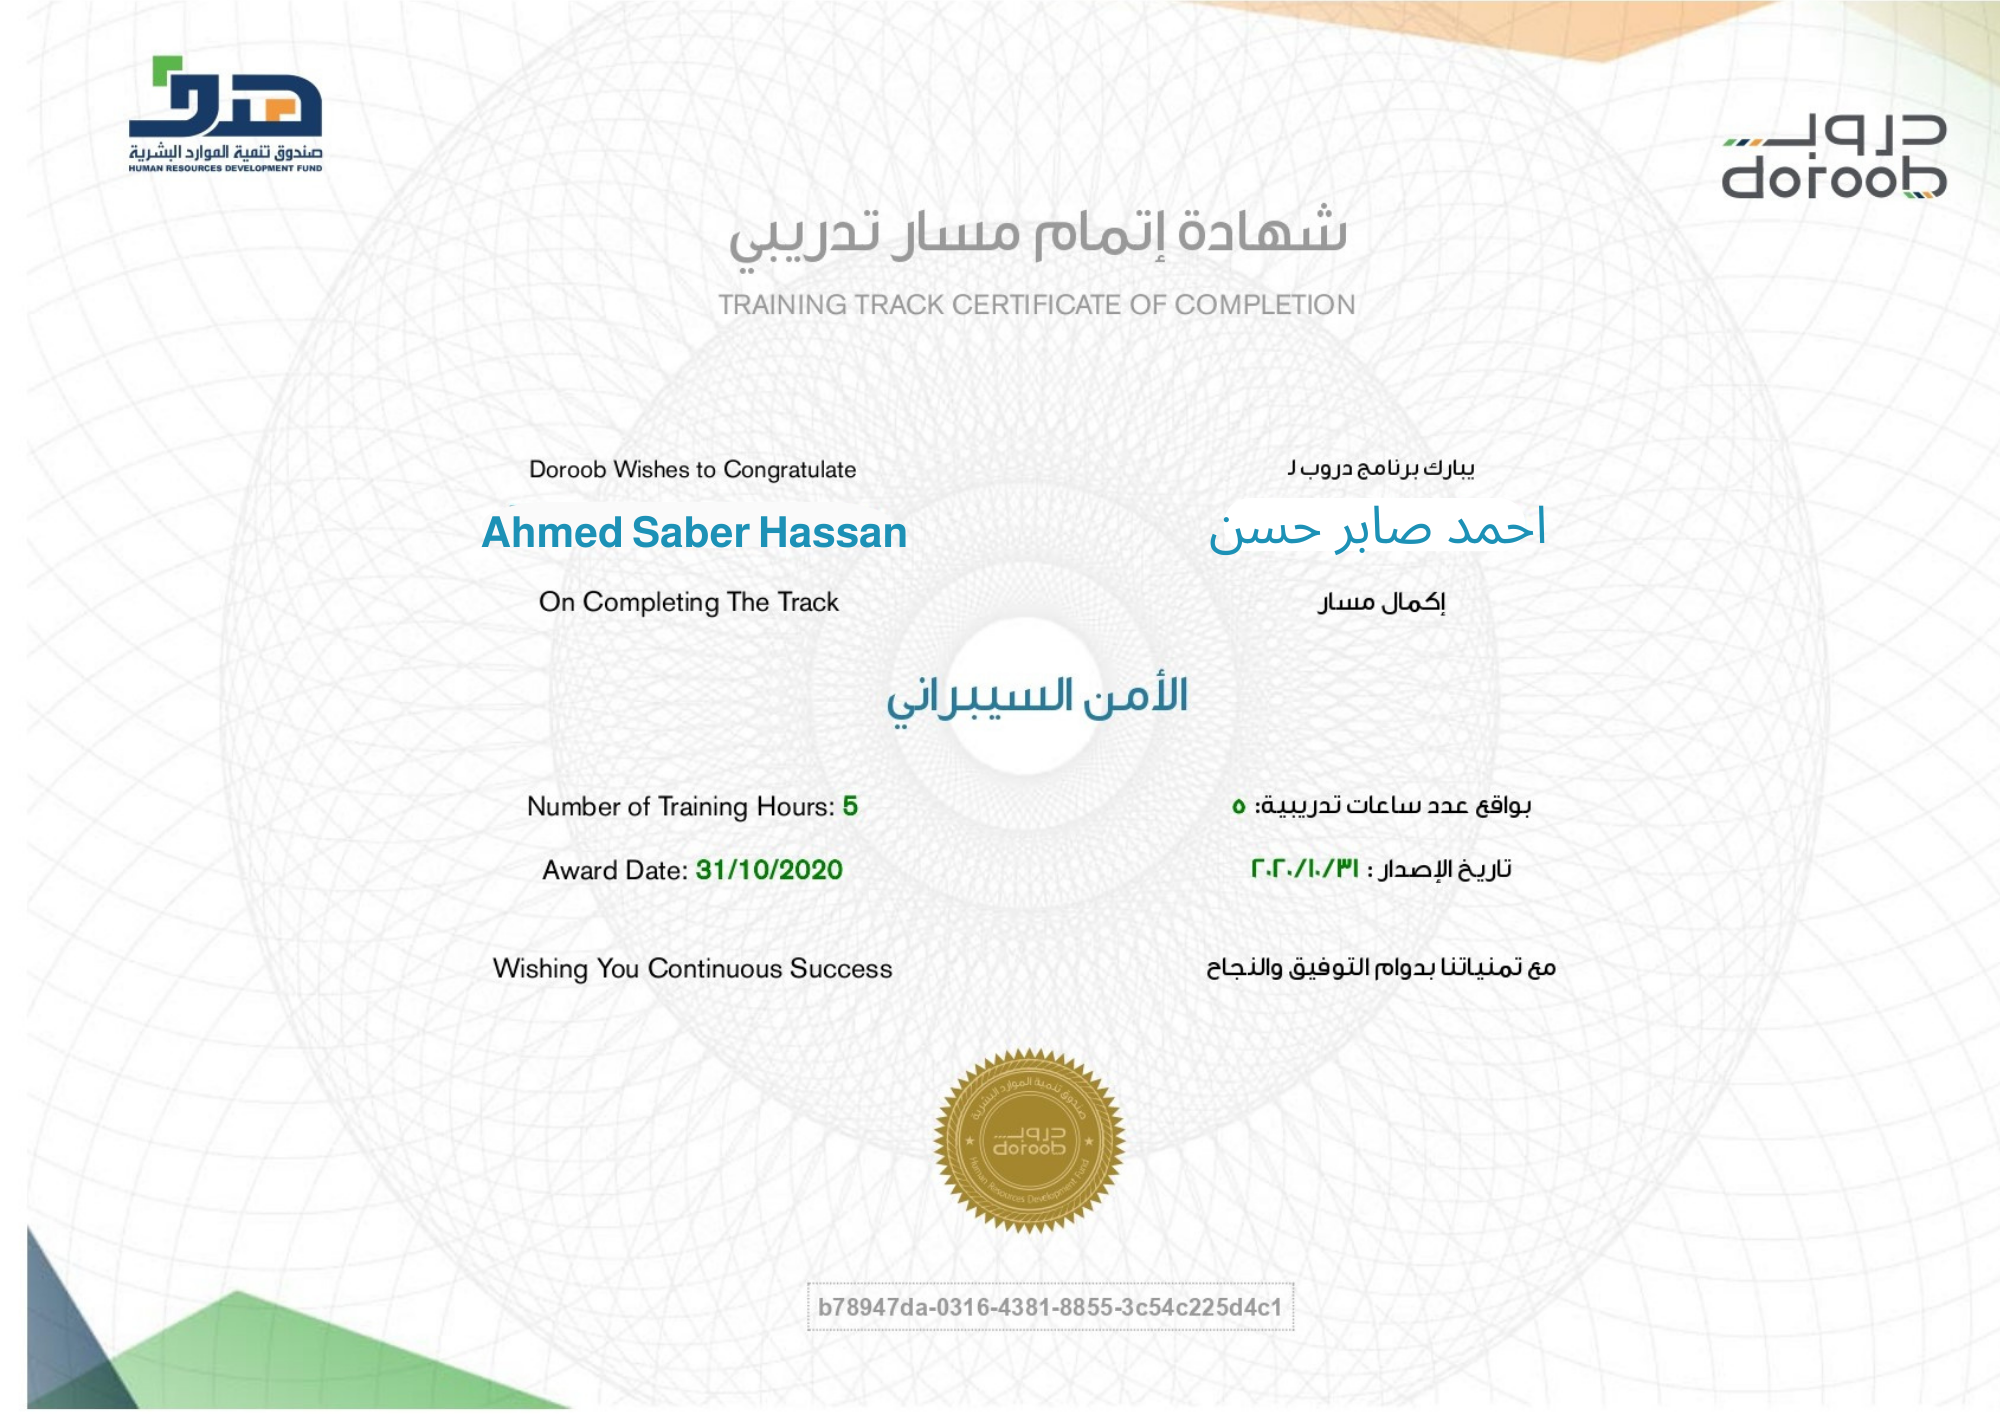 هدف
صندوق تنمية الموارد البشرية
HUMAN RESOURCES DEVELOPMENT FUND
دروب
doroob
شهادة إتمام مسار تدريبي
TRAINING TRACK CERTIFICATE OF COMPLETION
Doroob Wishes to Congratulate
يبارك برنامج دروب لـ
Ahmed Saber Hassan
احمد صابر حسن
On Completing The Track
إكمال مسار
الأمن السيبراني
Number of Training Hours: 5
بواقع عدد ساعات تدريبية: ٥
Award Date: 31/10/2020
تاريخ الإصدار : ٢٠٢٠/١٠/٣١
Wishing You Continuous Success
مع تمنياتنا بدوام التوفيق والنجاح
صندوق تنمية الموارد البشرية
دروب
doroob
Human Resources Development Fund
b78947da-0316-4381-8855-3c54c225d4c1